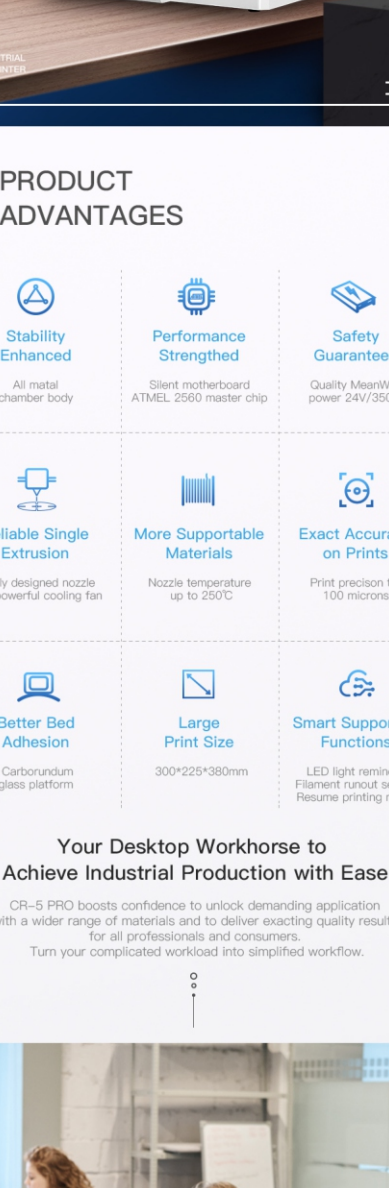 TRIAL
INTER
PRODUCT
ADVANTAGES
Stability
Enhanced
All matal
chamber body
Performance
Strengthed
Silent motherboard
ATMEL 2560 master chip
Safety
Guarantee
Quality MeanW
power 24V/350
liable Single
Extrusion
ly designed nozzle
powerful cooling fan
More Supportable
Materials
Nozzle temperature
up to 250℃
Exact Accura
on Prints
Print precison t
100 microns
Better Bed
Adhesion
Carborundum
glass platform
Large
Print Size
300*225*380mm
Smart Suppor
Functions
LED light remin
Filament runout se
Resume printing
Your Desktop Workhorse to
Achieve Industrial Production with Ease
CR-5 PRO boosts confidence to unlock demanding application
with a wider range of materials and to deliver exacting quality result
for all professionals and consumers.
Turn your complicated workload into simplified workflow.